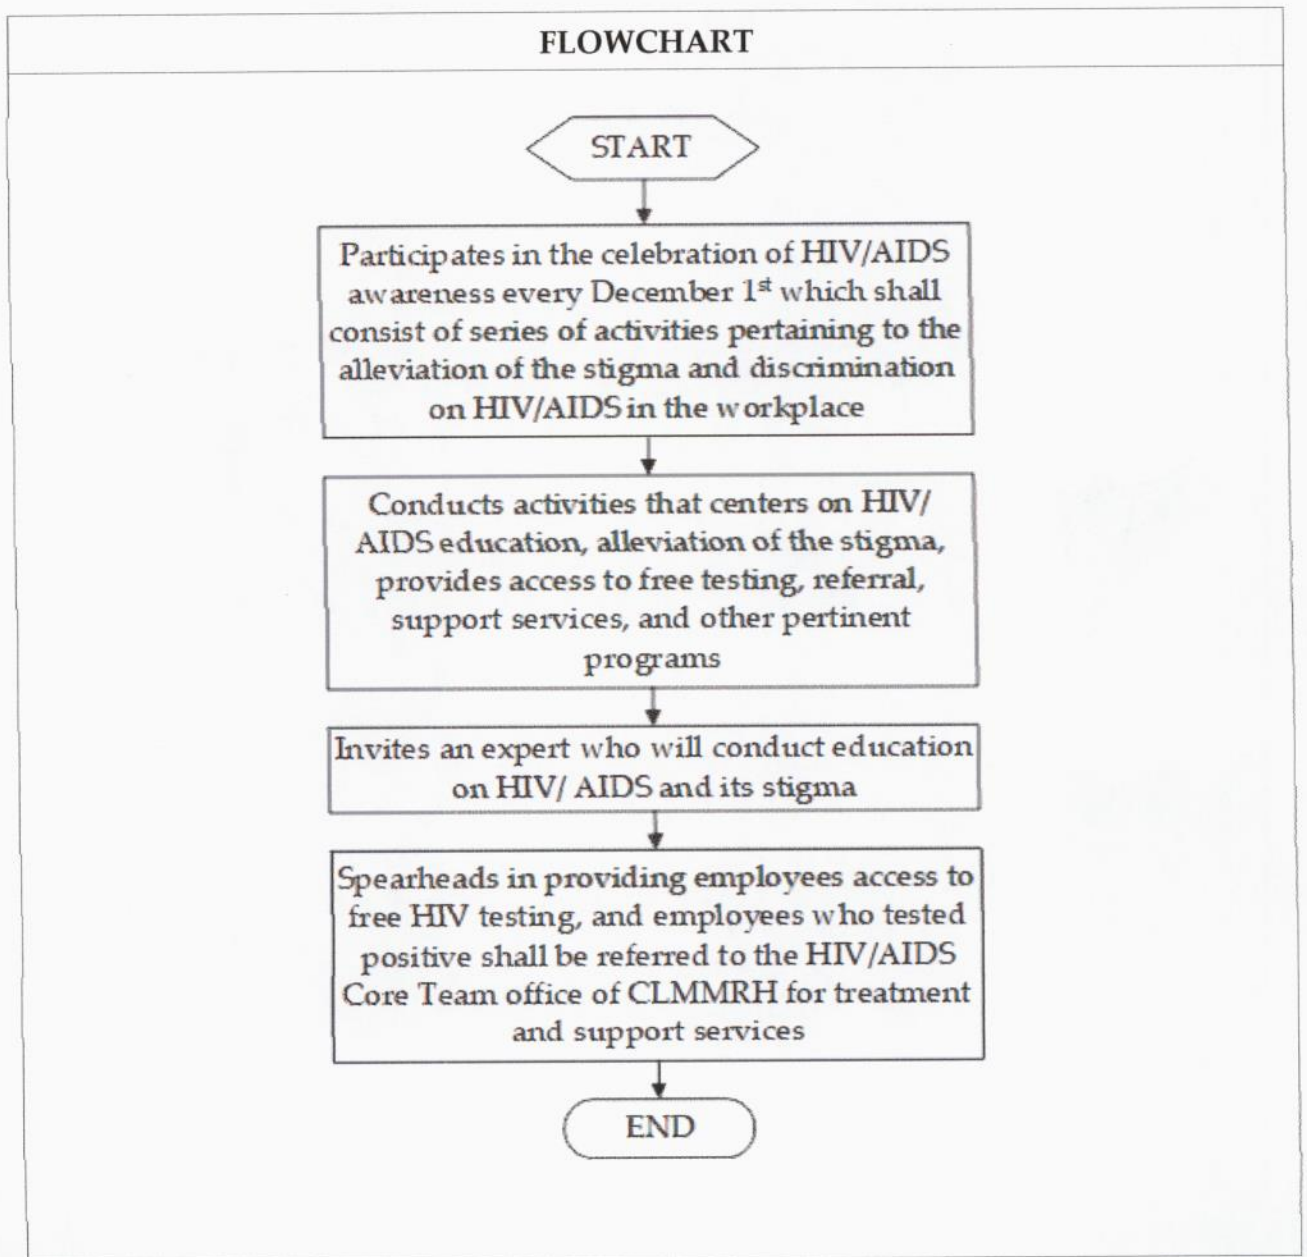 FLOWCHART
START
Participates in the celebration of HIV/AIDS
awareness every December 1st which shall
consist of series of activities pertaining to the
alleviation of the stigma and discrimination
on HIV/AIDS in the workplace
Conducts activities that centers on HIV/
AIDS education, alleviation of the stigma,
provides access to free testing, referral,
support services, and other pertinent
programs
Invites an expert who will conduct education
on HIV/ AIDS and its stigma
Spearheads in providing employees access to
free HIV testing, and employees who tested
positive shall be referred to the HIV/AIDS
Core Team office of CLMMRH for treatment
and support services
END